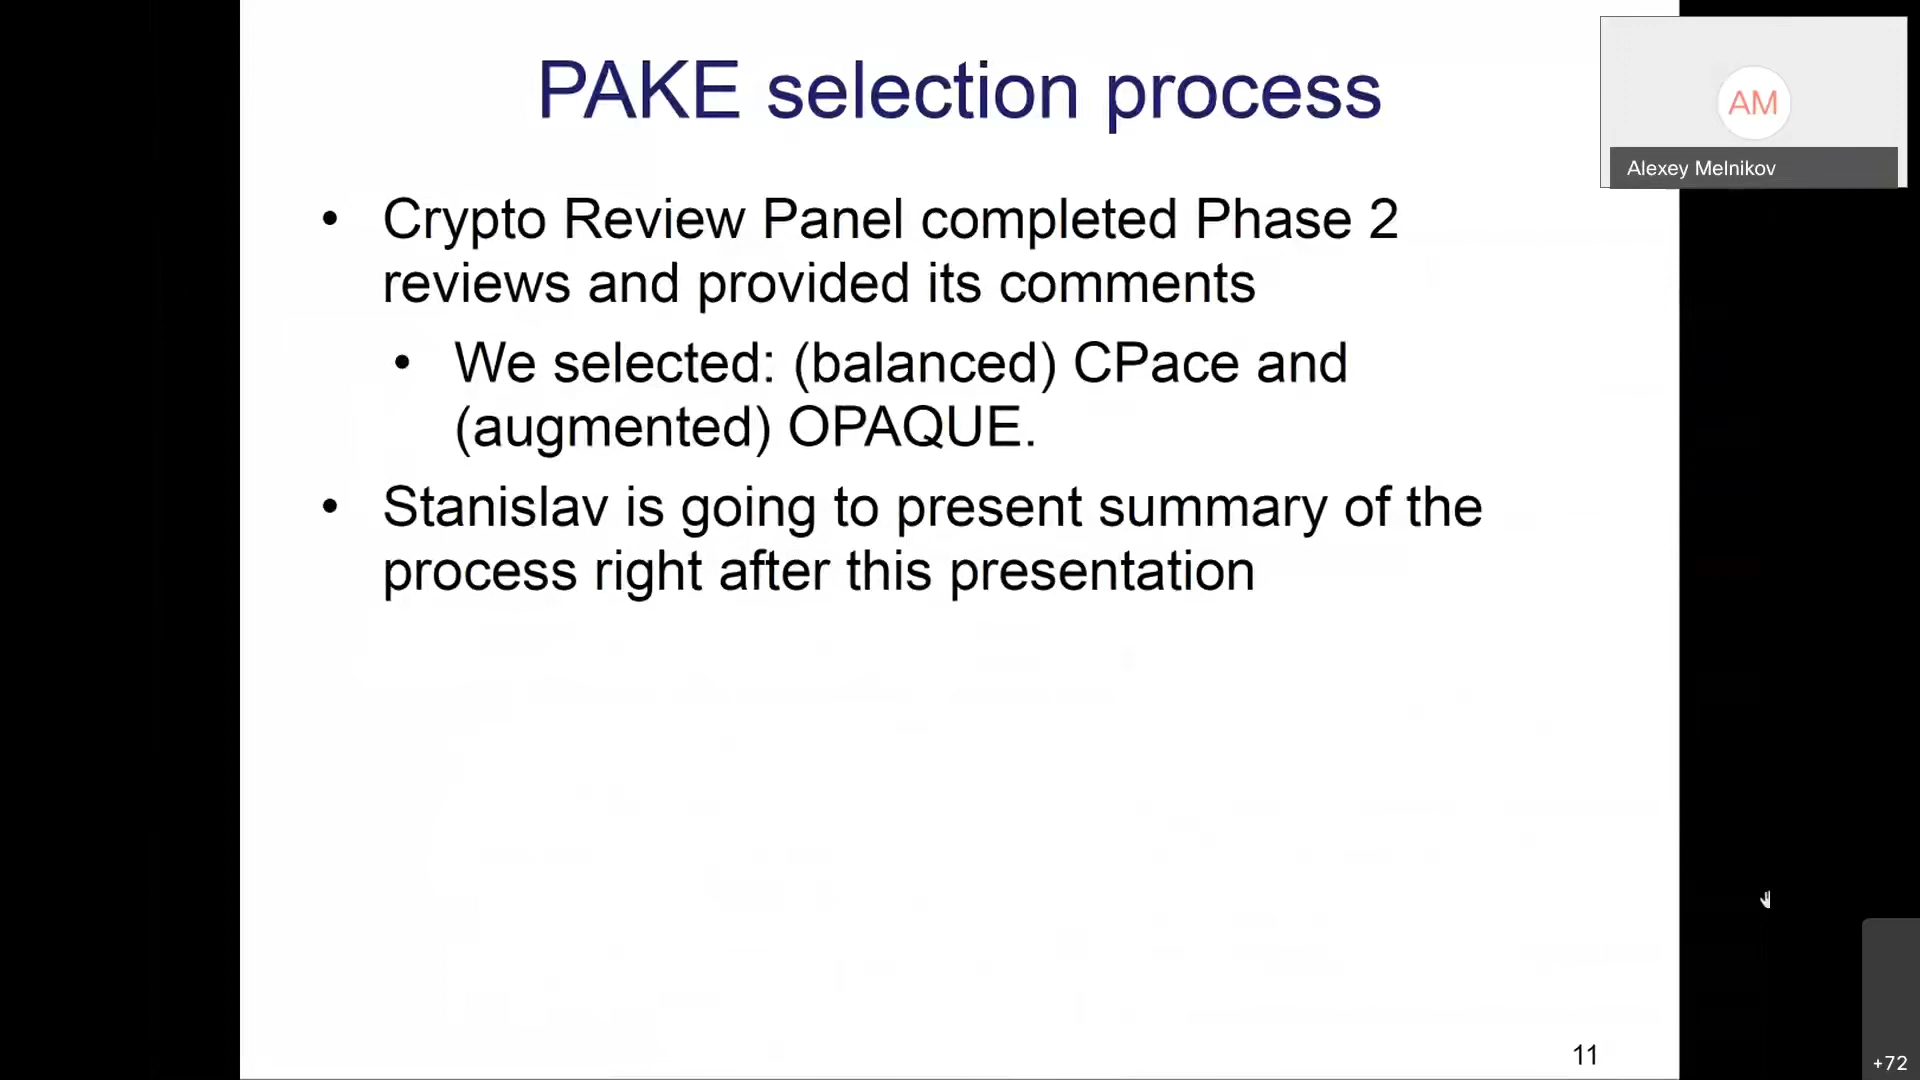 PAKE selection process
AM
Alexey Melnikov
• Crypto Review Panel completed Phase 2
reviews and provided its comments
• We selected: (balanced) CPace and
(augmented) OPAQUE.
• Stanislav is going to present summary of the
process right after this presentation
11
+72